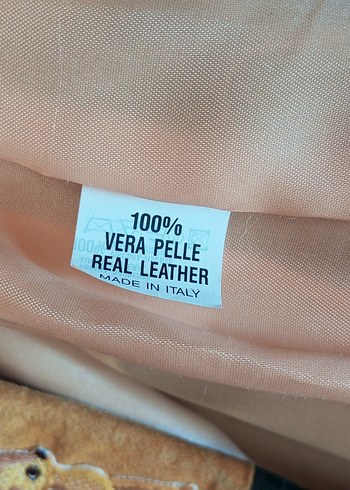 100%
VERA PELLE
REAL LEATHER
MADE IN ITALY